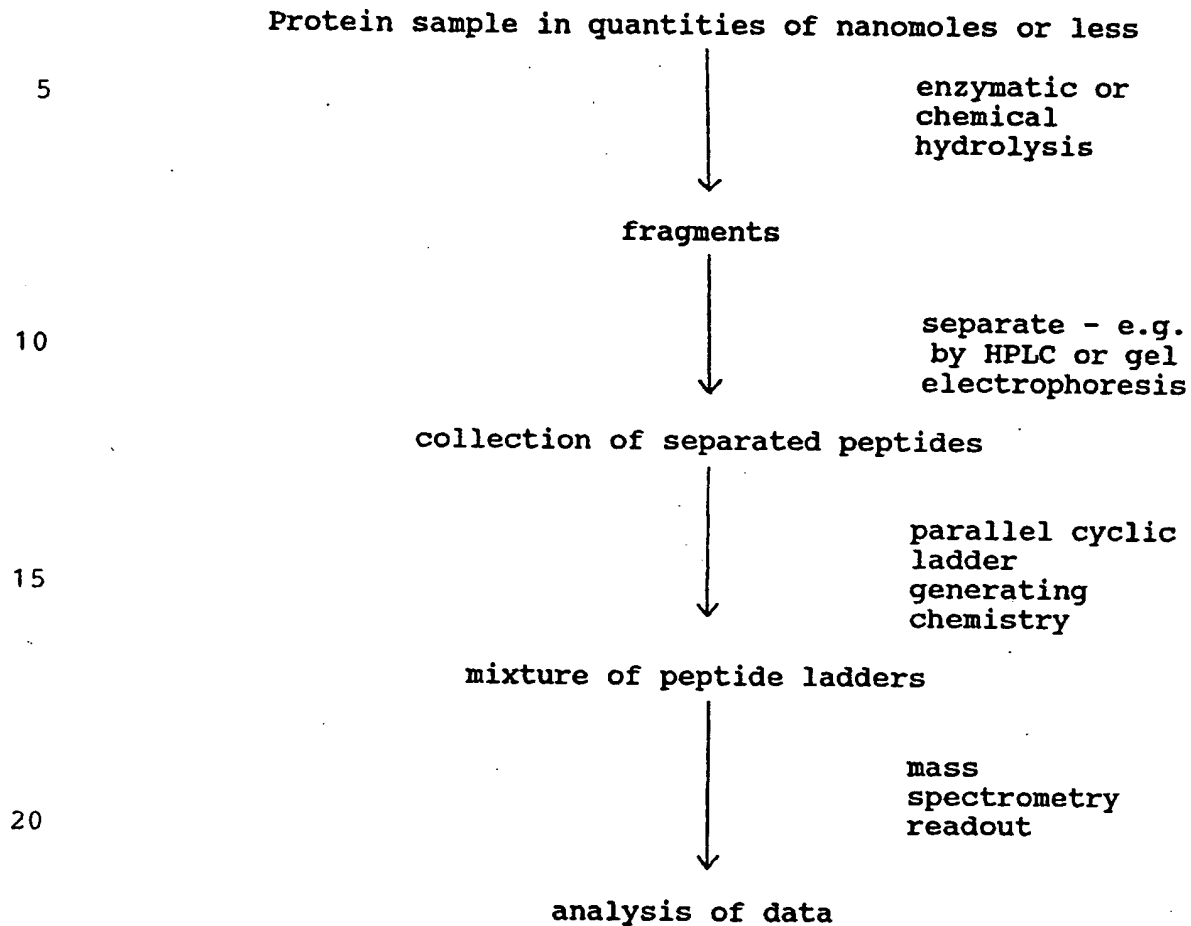 Protein sample in quantities of nanomoles or less
5
enzymatic or
chemical
hydrolysis
fragments
10
separate - e.g.
by HPLC or gel
electrophoresis
collection of separated peptides
parallel cyclic
ladder
15
generating
chemistry
mixture of peptide ladders
mass
spectrometry
20
readout
analysis of data